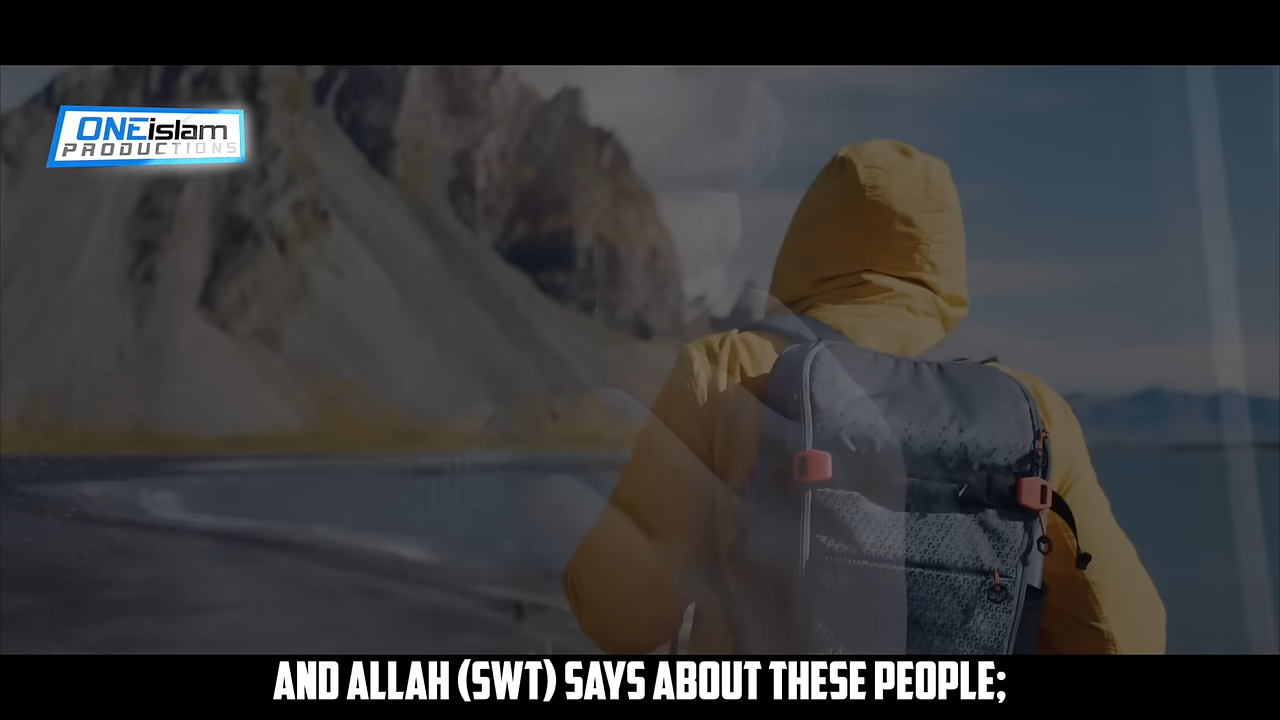 ONEislam
PRODUCTIONS
AND ALLAH (SWT) SAYS ABOUT THESE PEOPLE;